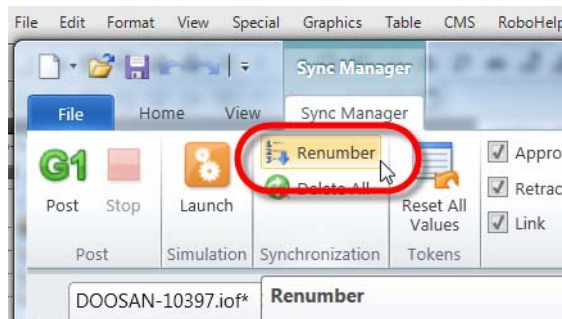 File Edit Format View Special Graphics Table CMS RoboHelp
Sync Manager
File Home View Sync Manager
G1 Renumber Appro
Delete All Retrac
Post Stop Launch Reset All Link
Values
Post Simulation Synchronization Tokens
DOOSAN-10397.iof* Renumber